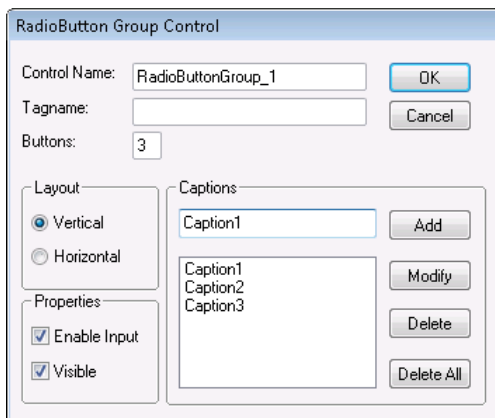 RadioButton Group Control
Control Name: RadioButtonGroup_1 OK
Tagname: Cancel
Buttons: 3
Layout
Vertical
Horizontal
Properties
Enable Input
Visible
Captions
Caption1 Add
Caption1
Caption2
Caption3
Modify
Delete
Delete All